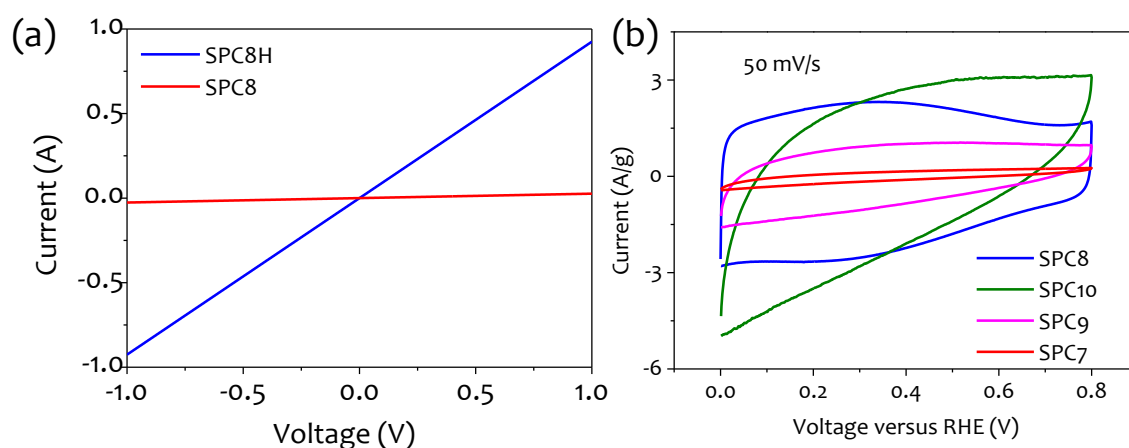 (a)
SPC8H
SPC8
1.0
0.5
0.0
-0.5
-1.0
-1.0
-0.5
0.0
0.5
1.0
Current (A)
Voltage (V)
(b)
50 mV/s
3
0
-3
-6
0.0
0.2
0.4
0.6
0.8
SPC8
SPC10
SPC9
SPC7
Current (A/g)
Voltage versus RHE (V)